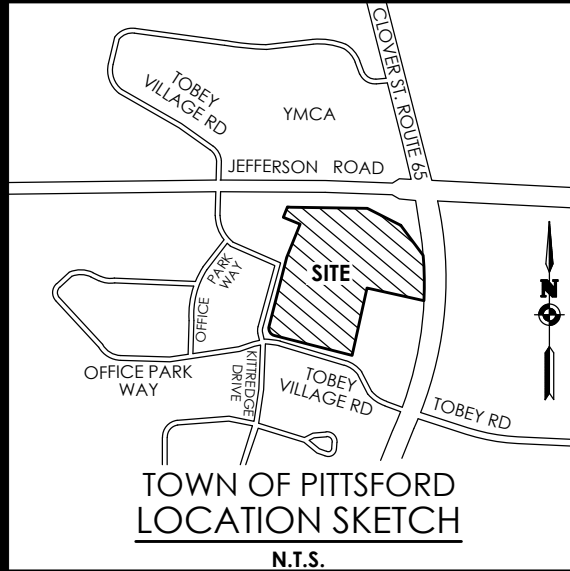 CLOVER ST. ROUTE 65
TOBEY
VILLAGE RD
YMCA
JEFFERSON ROAD
SITE
N
OFFICE
PARK
WAY
OFFICE PARK
WAY
KITTREDGE
DRIVE
TOBEY
VILLAGE RD
TOBEY RD
TOWN OF PITTSFORD
LOCATION SKETCH
N.T.S.